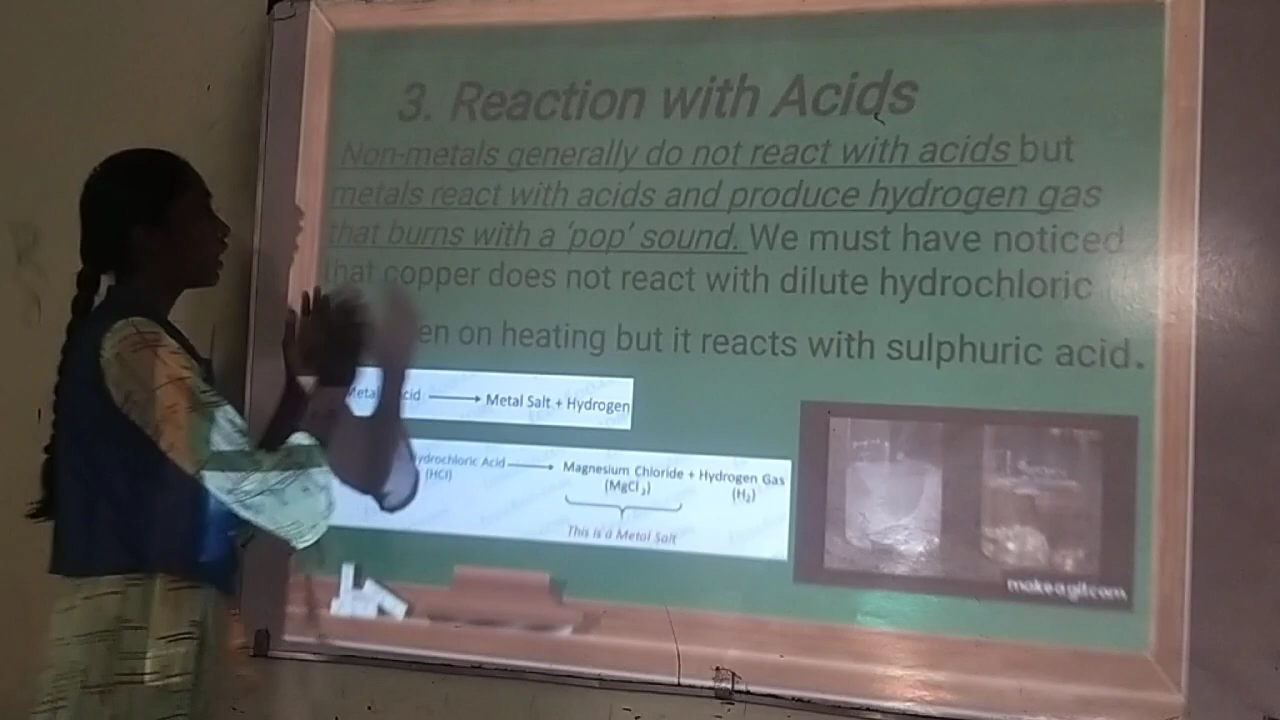 3. Reaction with Acids
Non-metals generally do not react with acids but
metals react with acids and produce hydrogen gas
that burns with a 'pop' sound. We must have noticed
that copper does not react with dilute hydrochloric
en on heating but it reacts with sulphuric acid.
Metal cid → Metal Salt + Hydrogen
ydrochloric Acid → Magnesium Chloride + Hydrogen Gas
(HCl) (MgCl₂) (H₂)
This is a Metal Salt
makeagif.com